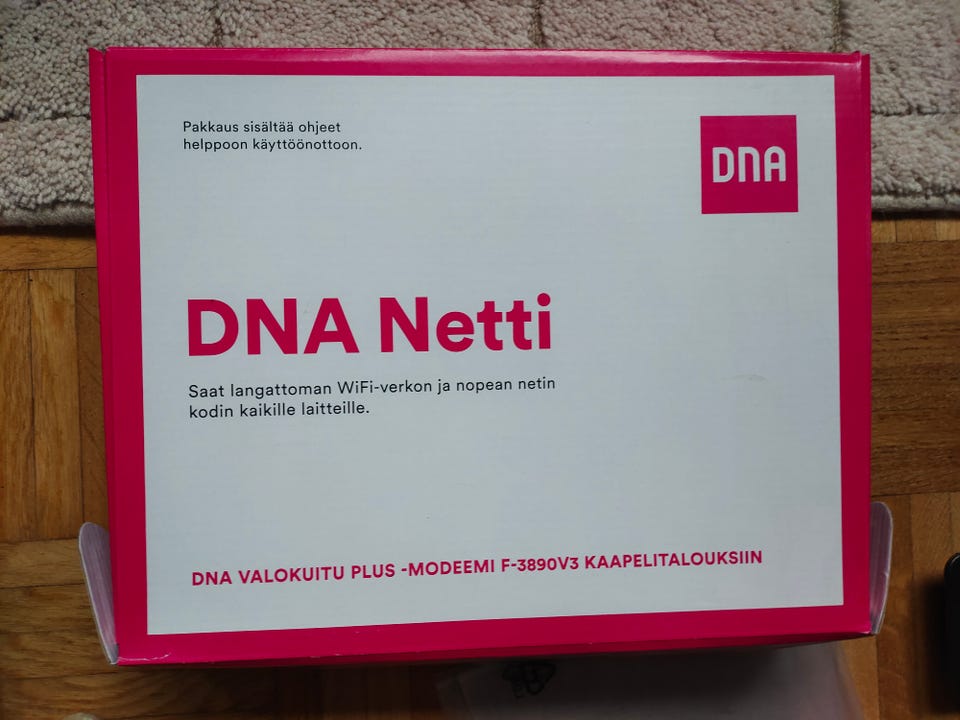 Pakkaus sisältää ohjeet
helppoon käyttöönottoon.
DNA
DNA Netti
Saat langattoman WiFi-verkon ja nopean netin
kodin kaikille laitteille.
DNA VALOKUITU PLUS -MODEEMI F-3890V3 KAAPELITALOUKSIIN